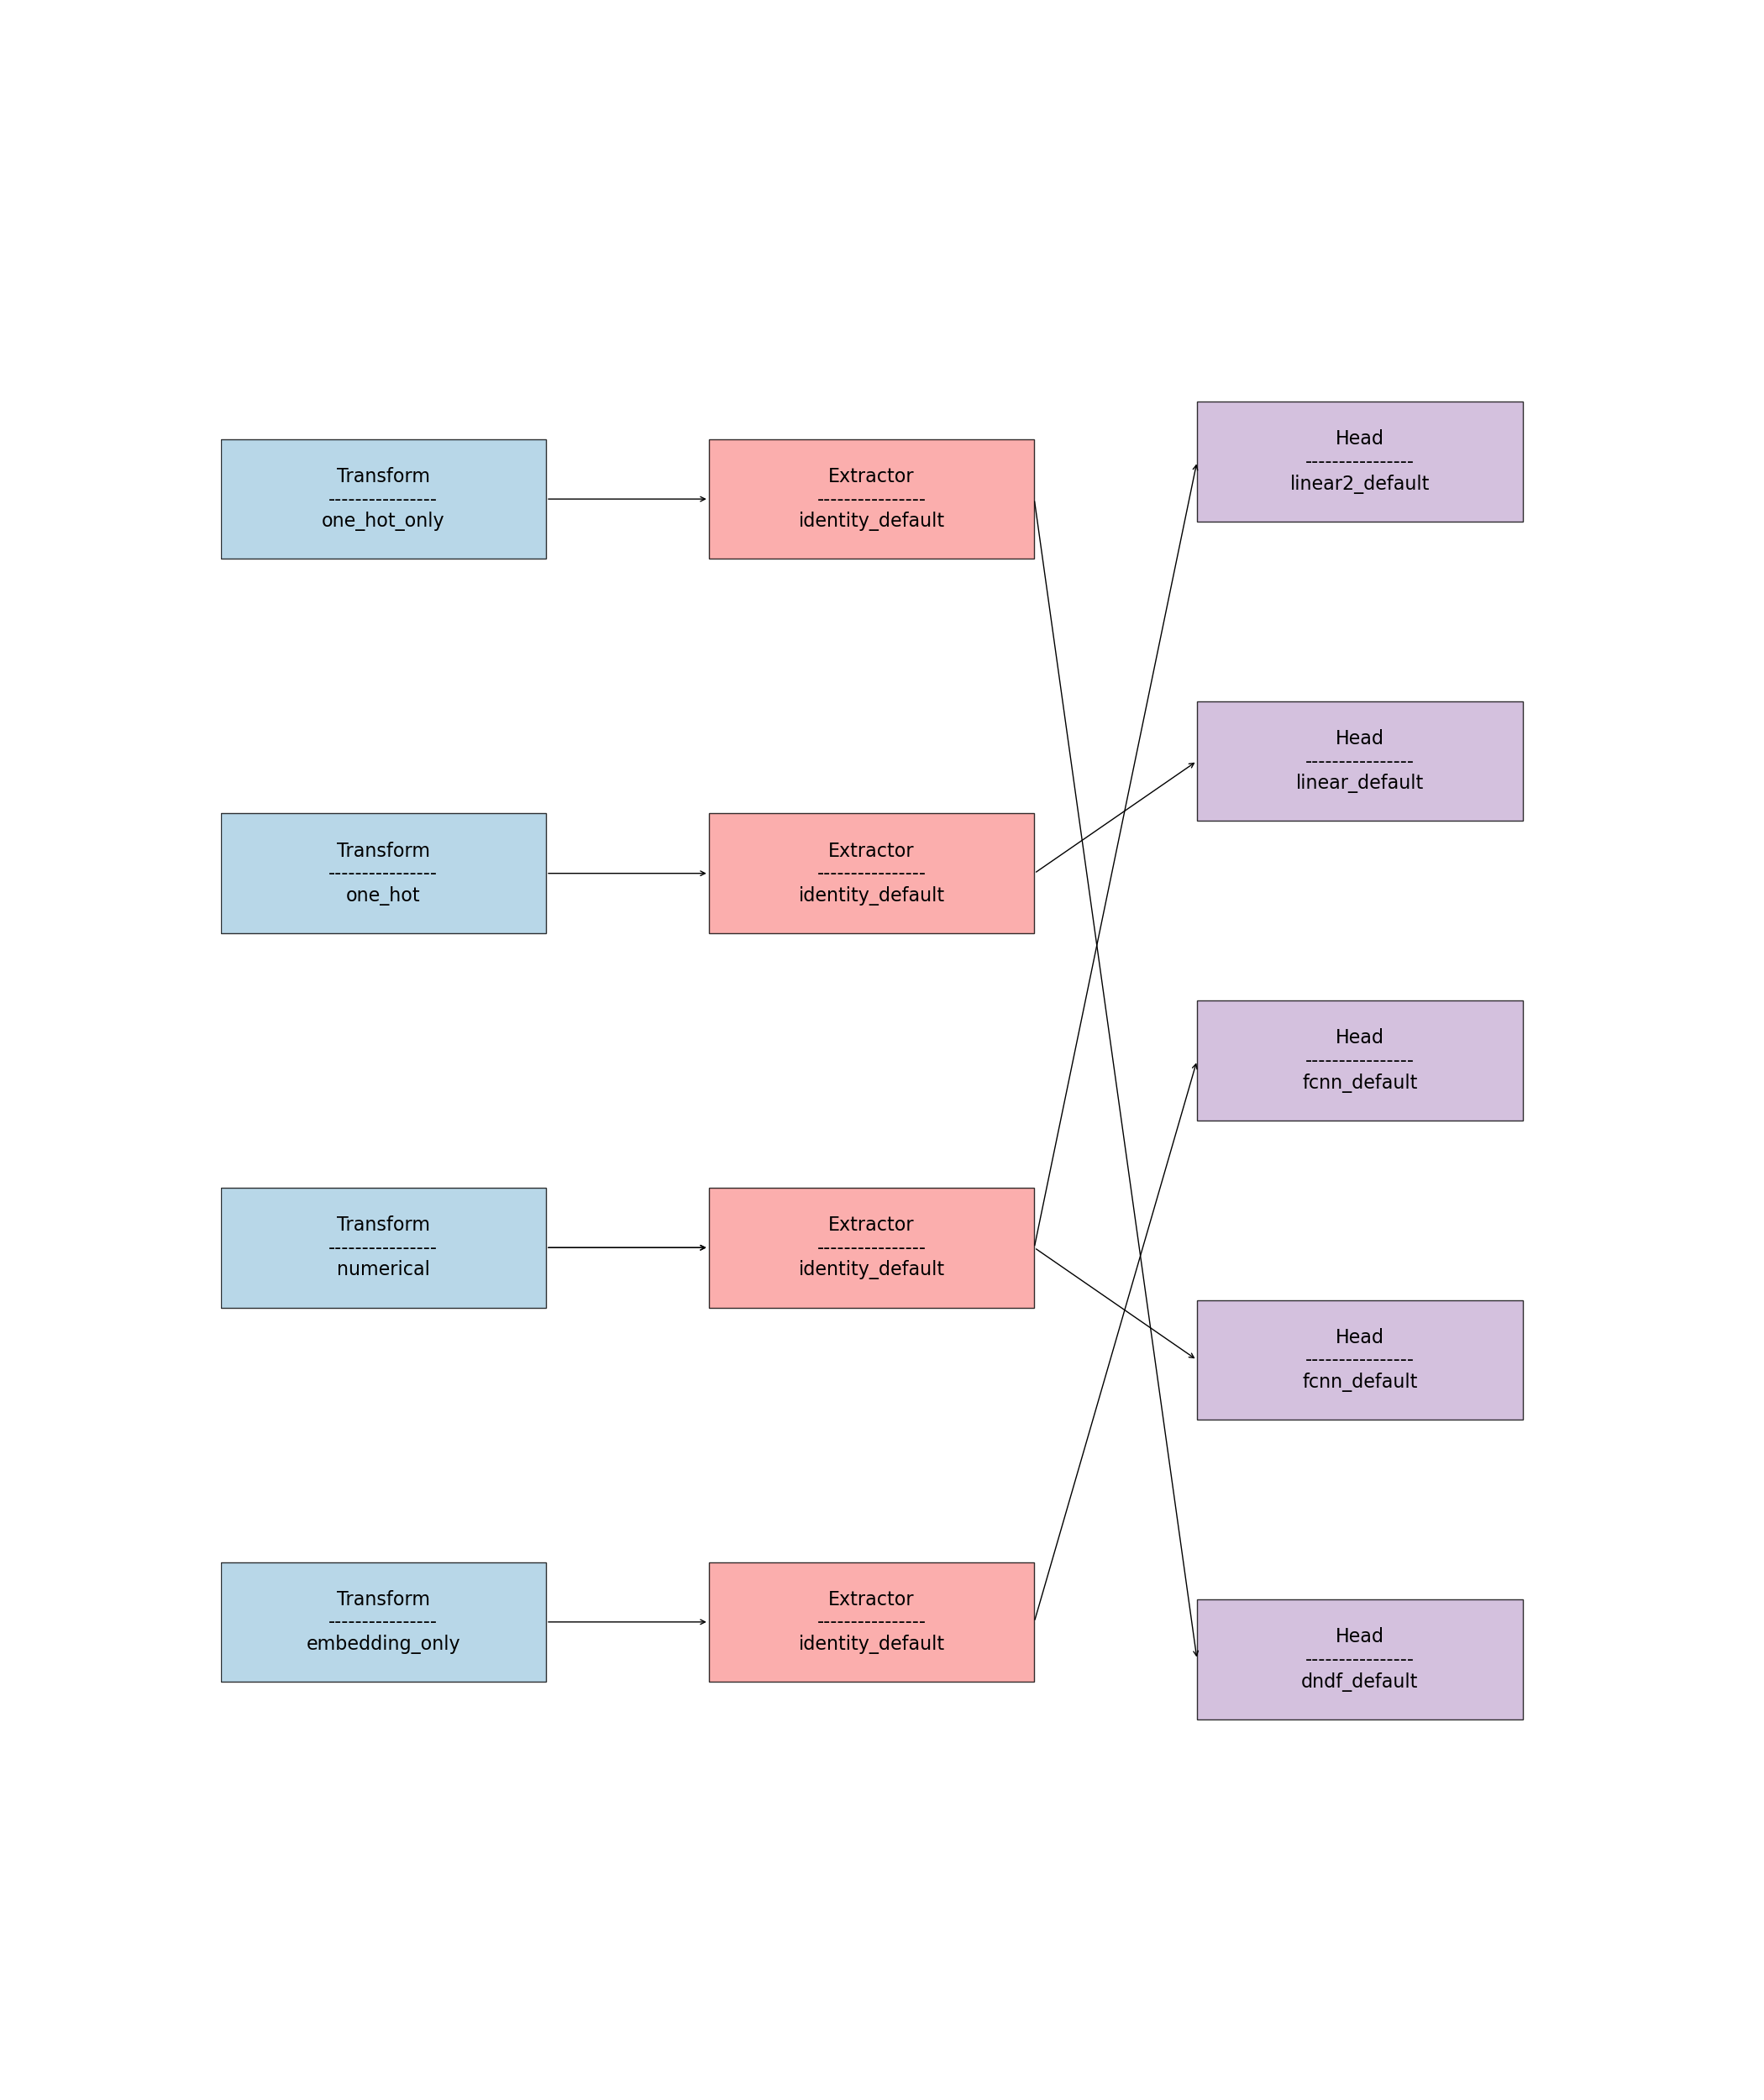 Transform
----------------
one_hot_only
Extractor
----------------
identity_default
Head
----------------
linear2_default
Head
----------------
linear_default
Transform
----------------
one_hot
Extractor
----------------
identity_default
Head
----------------
fcnn_default
Transform
----------------
numerical
Extractor
----------------
identity_default
Head
----------------
fcnn_default
Transform
----------------
embedding_only
Extractor
----------------
identity_default
Head
----------------
dndf_default